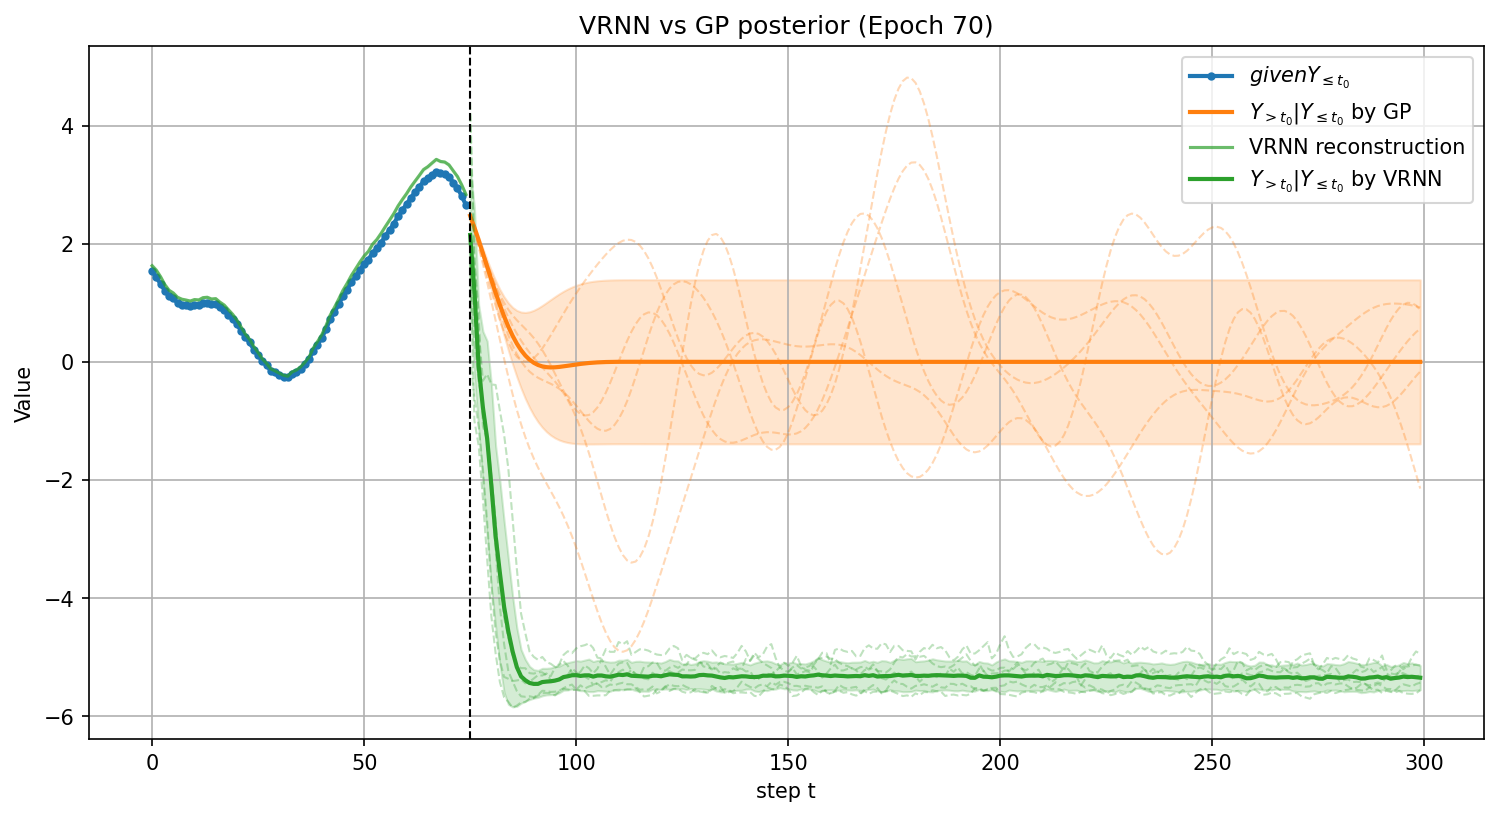 VRNN vs GP posterior (Epoch 70)
givenY≤t₀
Y>t₀|Y≤t₀ by GP
VRNN reconstruction
Y>t₀|Y≤t₀ by VRNN
Value
4
2
0
−2
−4
−6
0 50 100 150 200 250 300
step t